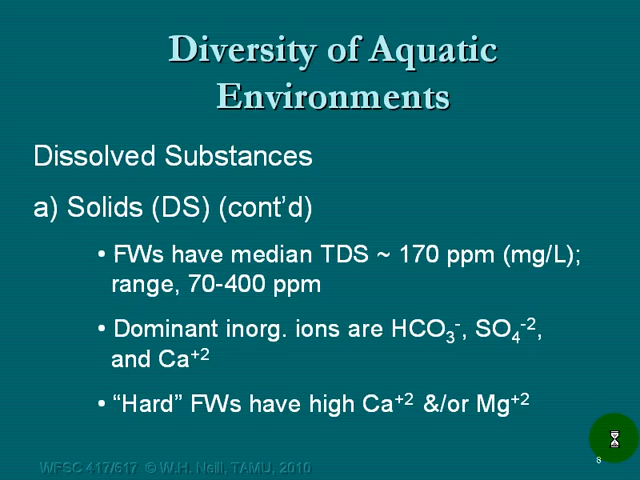 Diversity of Aquatic
Environments
Dissolved Substances
a) Solids (DS) (cont’d)
• FWs have median TDS ~ 170 ppm (mg/L);
range, 70-400 ppm
• Dominant inorg. ions are HCO₃⁻, SO₄⁻²,
and Ca⁺²
• “Hard” FWs have high Ca⁺² &/or Mg⁺²
8
WFSC 417/617 © W.H. Neill, TAMU, 2010